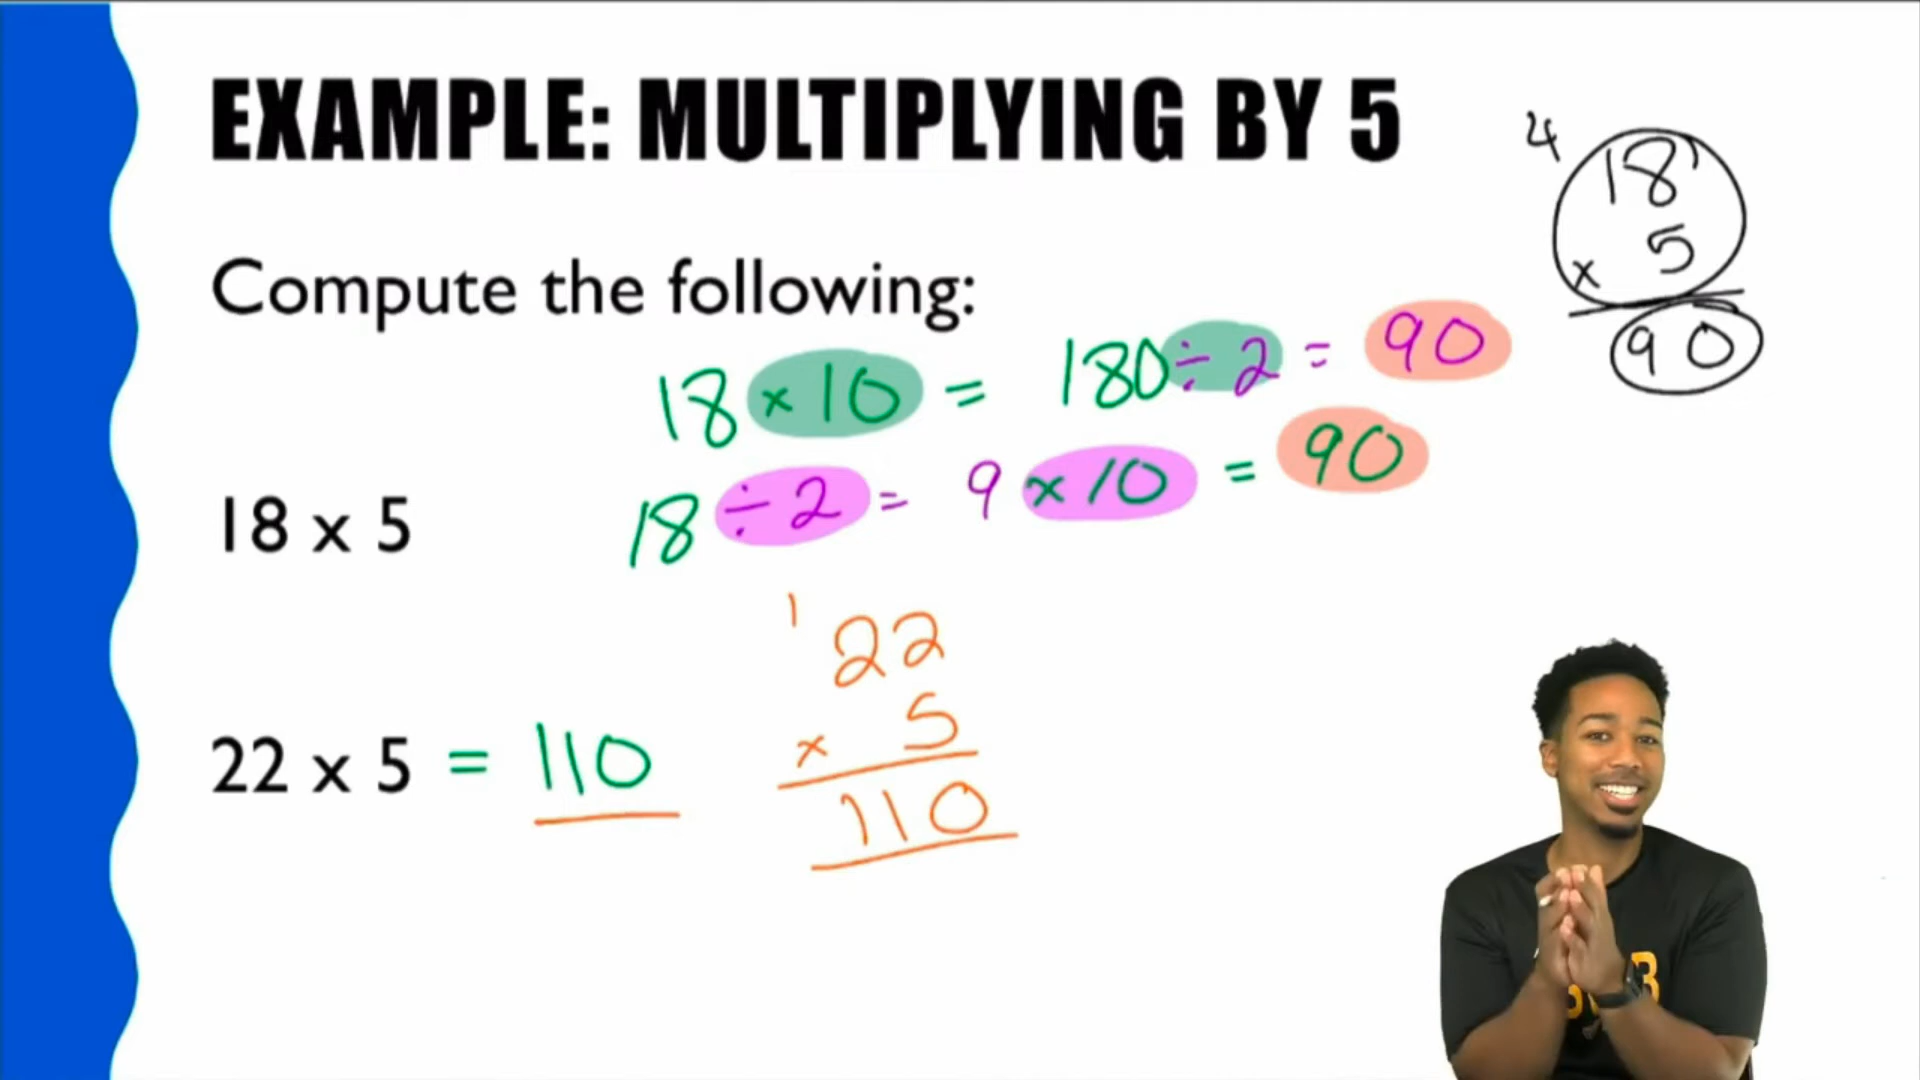 EXAMPLE: MULTIPLYING BY 5
4
18
x 5
90
Compute the following:
18 x 10 = 180 ÷ 2 = 90
18 ÷ 2 = 9 x 10 = 90
18 x 5
1
22
x 5
110
22 x 5 = 110